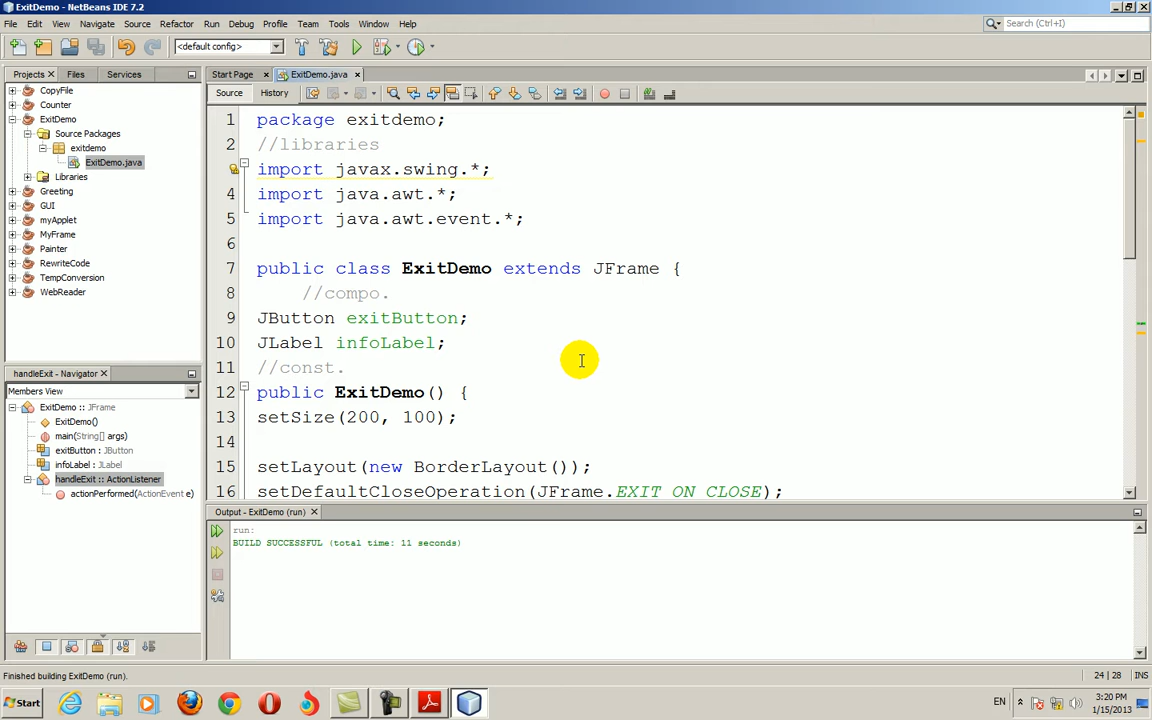 ExitDemo - NetBeans IDE 7.2
File Edit View Navigate Source Refactor Run Debug Profile Team Tools Window Help
Search (Ctrl+I)
<default config>
Projects Files Services
CopyFile
Counter
ExitDemo
Source Packages
exitdemo
ExitDemo.java
Libraries
Greeting
GUI
myApplet
MyFrame
Painter
RewriteCode
TempConversion
WebReader
handleExit - Navigator
Members View
ExitDemo :: JFrame
ExitDemo()
main(String[] args)
exitButton : JButton
infoLabel : JLabel
handleExit :: ActionListener
actionPerformed(ActionEvent e)
Start Page ExitDemo.java
Source History
1 package exitdemo;
2 //libraries
3 import javax.swing.*;
4 import java.awt.*;
5 import java.awt.event.*;
6
7 public class ExitDemo extends JFrame {
8 //compo.
9 JButton exitButton;
10 JLabel infoLabel;
11 //const.
12 public ExitDemo() {
13 setSize(200, 100);
14
15 setLayout(new BorderLayout());
16 setDefaultCloseOperation(JFrame.EXIT_ON_CLOSE);
Output - ExitDemo (run)
run:
BUILD SUCCESSFUL (total time: 11 seconds)
Finished building ExitDemo (run).
24 | 28 INS
Start
EN
3:20 PM
1/15/2013